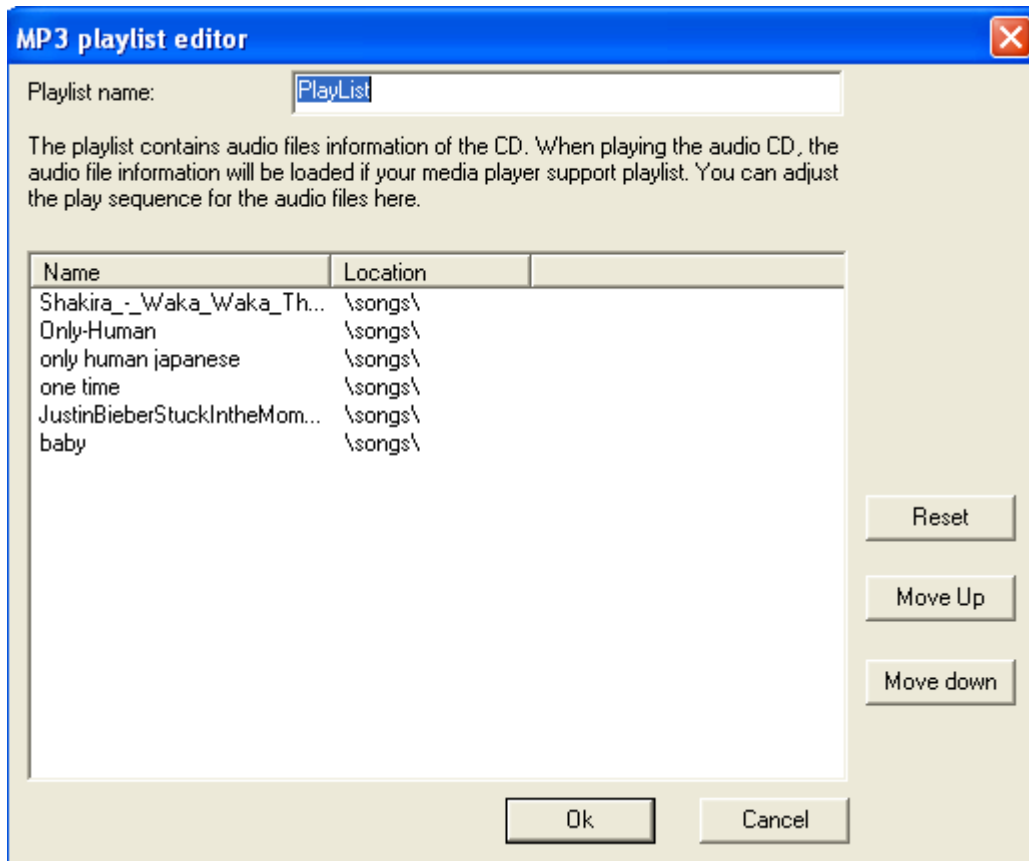 MP3 playlist editor
Playlist name: PlayList
The playlist contains audio files information of the CD. When playing the audio CD, the
audio file information will be loaded if your media player support playlist. You can adjust
the play sequence for the audio files here.
Name Location
Shakira_-_Waka_Waka_Th... \songs\
Only-Human \songs\
only human japanese \songs\
one time \songs\
JustinBieberStuckIntheMom... \songs\
baby \songs\
Reset
Move Up
Move down
Ok Cancel